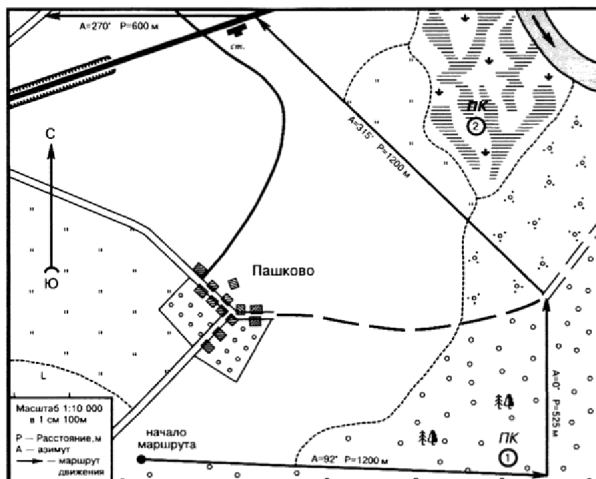 А=270° Р=600 м
ст.
ПК
2
А=315° Р=1200 м
С
Ю
Пашково
L
Масштаб 1:10 000
в 1 см 100м
Р — Расстояние,м
А — азимут
— маршрут
движения
начало
маршрута
А=92° Р=1200 м
ПК
1
А=0° Р=525 м